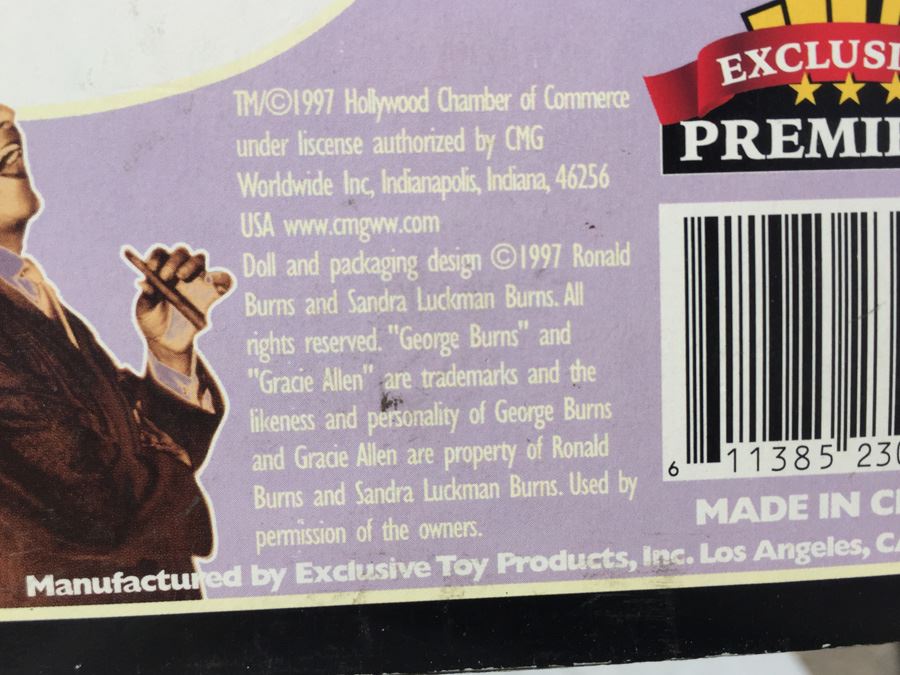 TM/©1997 Hollywood Chamber of Commerce
under liscense authorized by CMG
Worldwide Inc, Indianapolis, Indiana, 46256
USA www.cmgww.com
Doll and packaging design ©1997 Ronald
Burns and Sandra Luckman Burns. All
rights reserved. "George Burns" and
"Gracie Allen" are trademarks and the
likeness and personality of George Burns
and Gracie Allen are property of Ronald
Burns and Sandra Luckman Burns. Used by
permission of the owners.
Manufactured by Exclusive Toy Products, Inc. Los Angeles, CA
EXCLUSI
PREMIE
6 11385 230
MADE IN C